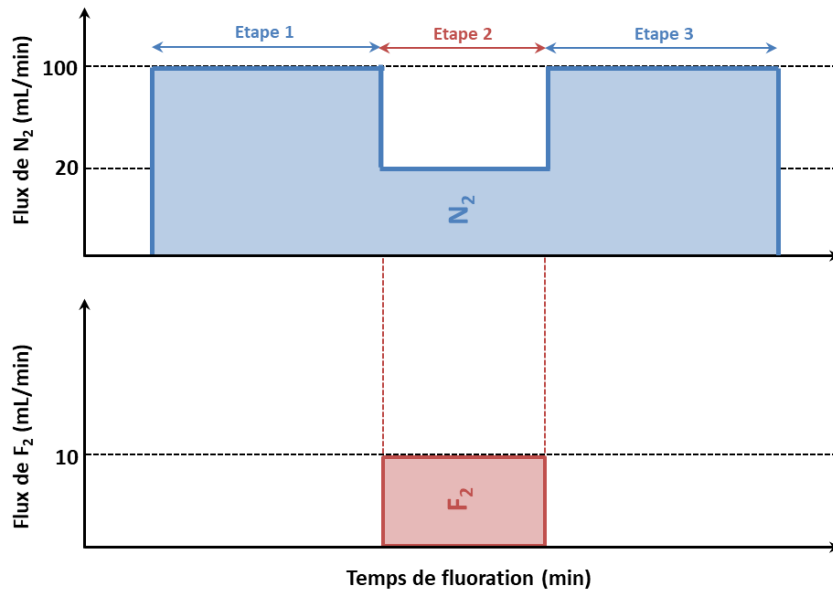 Etape 1
Etape 2
Etape 3
Flux de N₂ (mL/min)
100
20
N₂
Flux de F₂ (mL/min)
10
F₂
Temps de fluoration (min)